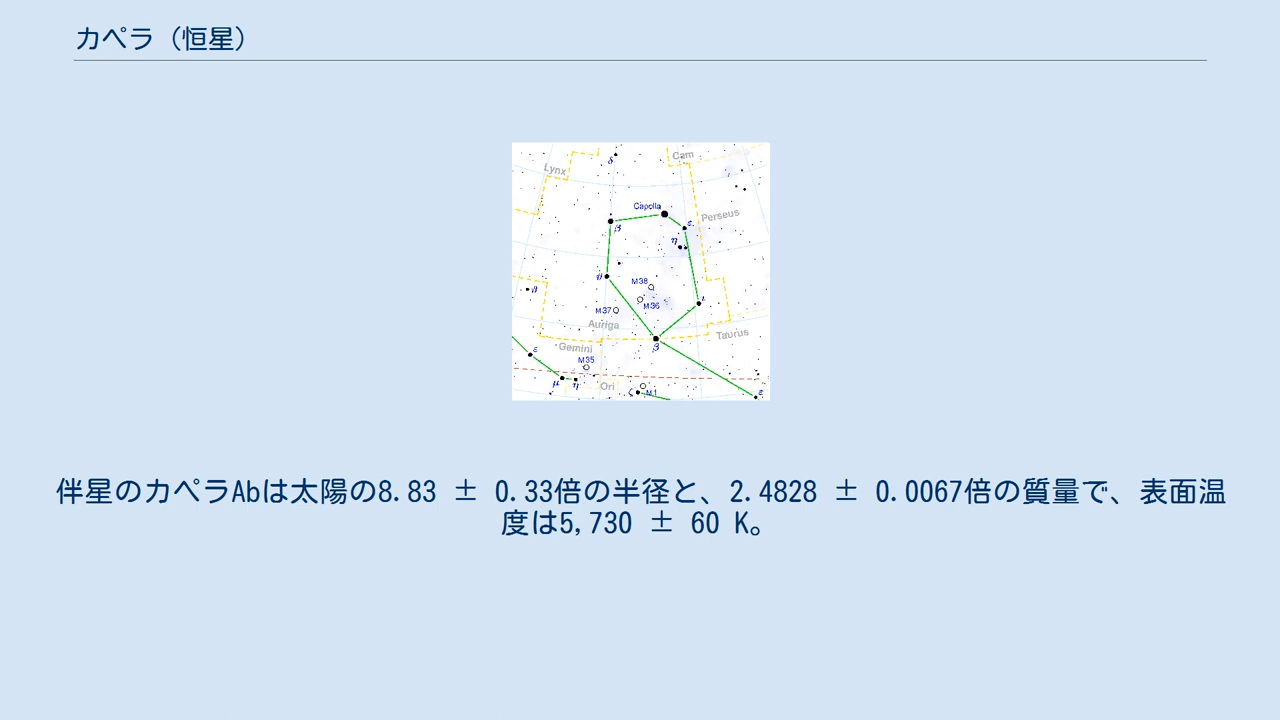 カペラ（恒星）
δ
Cam
Lynx
Capella
Perseus
β
ε
η
θ
M38
M36
M37
ι
Auriga
Taurus
β
Gemini
ε
M35
μ
η
Ori
ζ
M1
伴星のカペラAbは太陽の8.83 ± 0.33倍の半径と、2.4828 ± 0.0067倍の質量で、表面温
度は5,730 ± 60 K。